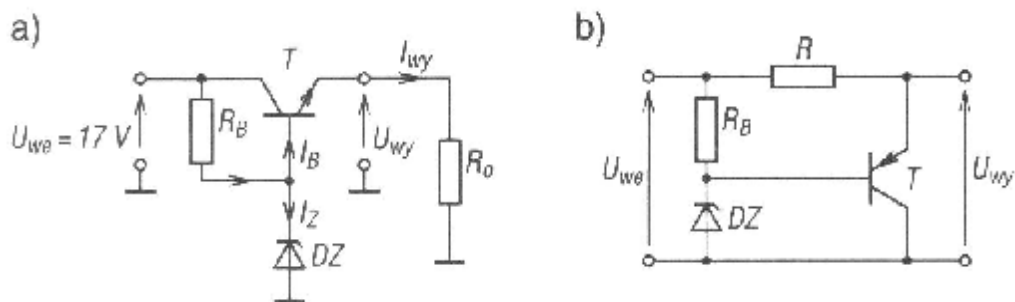 a)
T
I_wy
R_B
U_we = 17 V
I_B
U_wy
R_o
I_Z
DZ
b)
R
R_B
U_we
T
U_wy
DZ